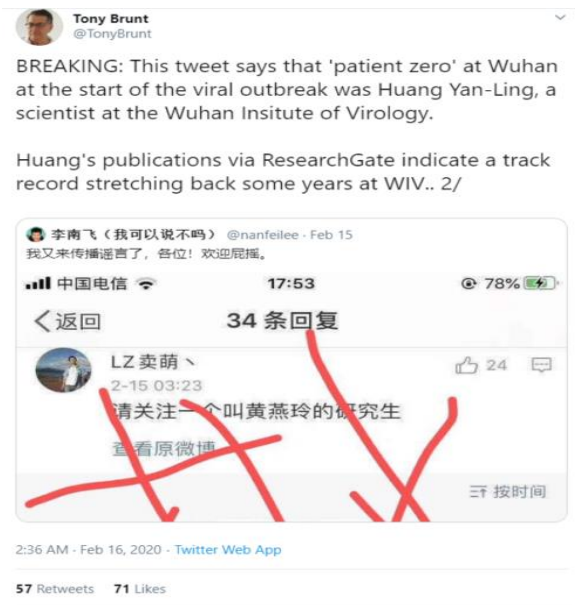 Tony Brunt
@TonyBrunt
BREAKING: This tweet says that 'patient zero' at Wuhan
at the start of the viral outbreak was Huang Yan-Ling, a
scientist at the Wuhan Insitute of Virology.
Huang's publications via ResearchGate indicate a track
record stretching back some years at WIV.. 2/
李南飞（我可以说不吗） @nanfeilee · Feb 15
我又来传播谣言了，各位！欢迎屁摇。
中国电信 17:53 78%
返回 34 条回复
LZ卖萌丶 24
2-15 03:23
请关注一个叫黄燕玲的研究生
查看原微博
按时间
2:36 AM · Feb 16, 2020 · Twitter Web App
57 Retweets 71 Likes